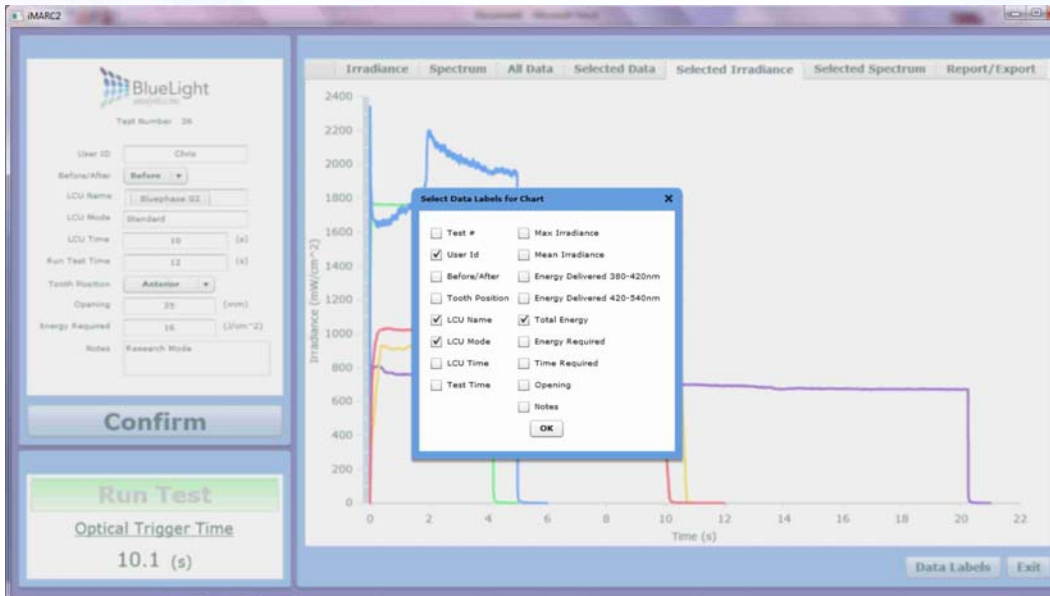 iMARC2
BlueLight
Test Number 36
User ID Chris
Before/After Before
LCU Name Bluephase G2
LCU Mode Standard
LCU Time 10 (s)
Run Test Time 12 (s)
Tooth Position Anterior
Opening 35 (mm)
Energy Required 16 (J/cm^2)
Notes Research Mode
Confirm
Run Test
Optical Trigger Time
10.1 (s)
Irradiance Spectrum All Data Selected Data Selected Irradiance Selected Spectrum Report/Export
2400
2200
2000
1800
1600
1400
1200
1000
800
600
400
200
0
Irradiance (mW/cm^2)
0 2 4 6 8 10 12 14 16 18 20 22
Time (s)
Select Data Labels for Chart X
Test # Max Irradiance
User Id Mean Irradiance
Before/After Energy Delivered 380-420nm
Tooth Position Energy Delivered 420-540nm
LCU Name Total Energy
LCU Mode Energy Required
LCU Time Time Required
Test Time Opening
Notes
OK
Data Labels Exit